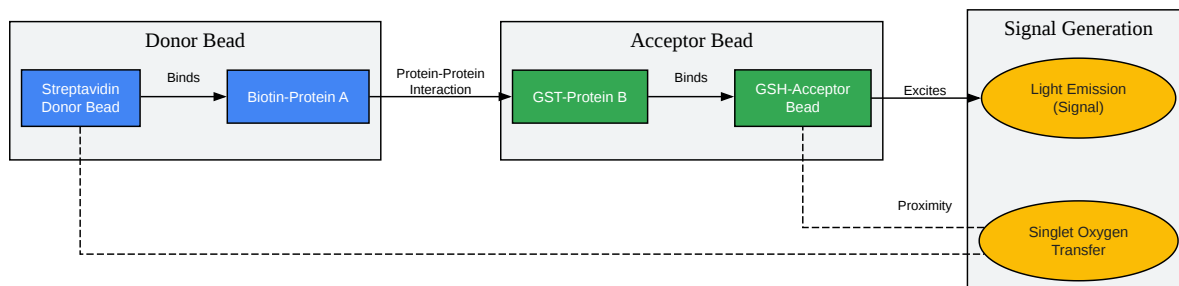 Donor Bead
Streptavidin
Donor Bead
Binds
Biotin-Protein A
Protein-Protein
Interaction
Acceptor Bead
GST-Protein B
Binds
GSH-Acceptor
Bead
Excites
Signal Generation
Light Emission
(Signal)
Proximity
Singlet Oxygen
Transfer